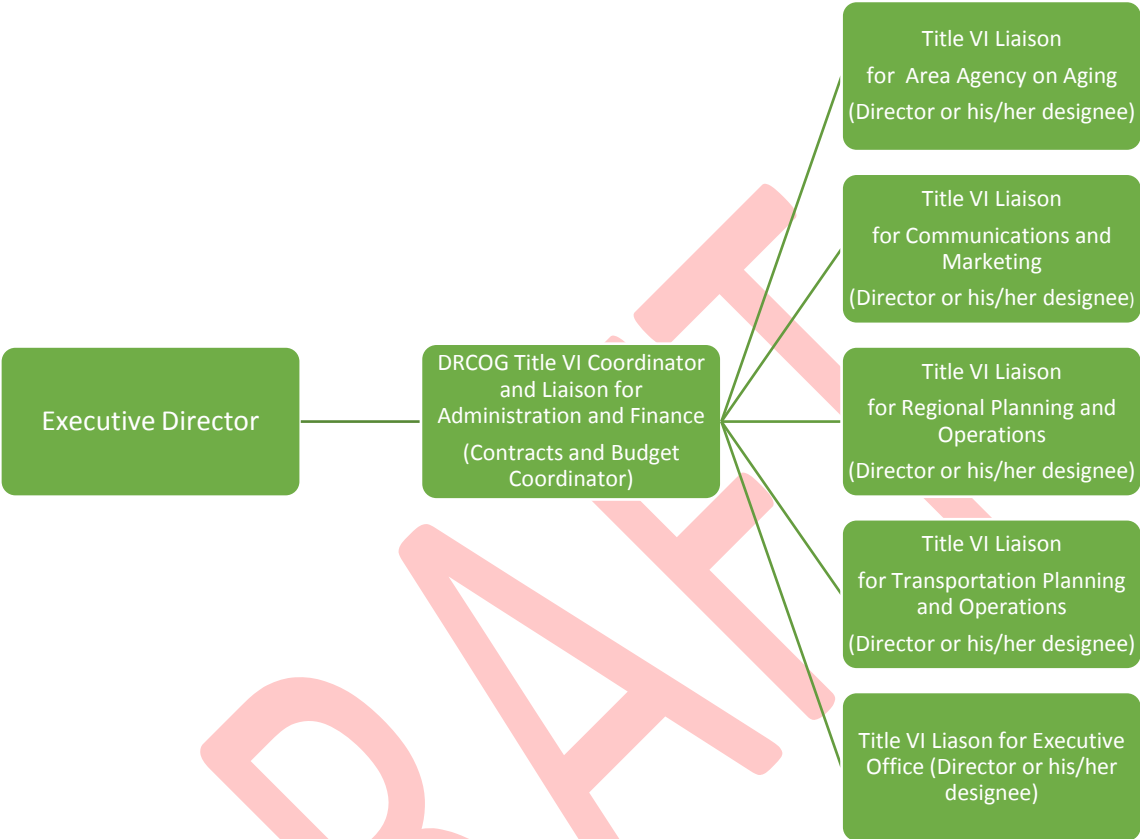 Executive Director
DRCOG Title VI Coordinator
and Liaison for
Administration and Finance
(Contracts and Budget
Coordinator)
Title VI Liaison
for Area Agency on Aging
(Director or his/her designee)
Title VI Liaison
for Communications and
Marketing
(Director or his/her designee)
Title VI Liaison
for Regional Planning and
Operations
(Director or his/her designee)
Title VI Liaison
for Transportation Planning
and Operations
(Director or his/her designee)
Title VI Liason for Executive
Office (Director or his/her
designee)
DRAFT